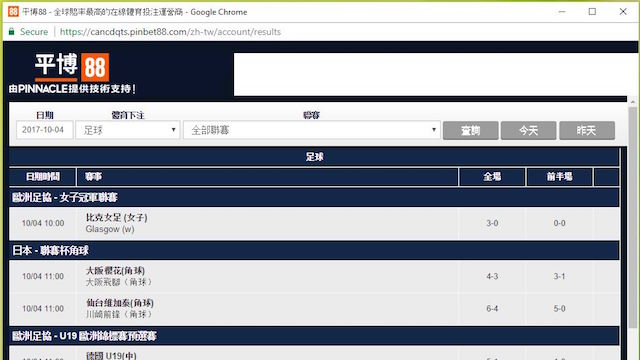 平博88 - 全球賠率最高的在線體育投注運營商 - Google Chrome
Secure https://cancdqts.pinbet88.com/zh-tw/account/results
平博88
由PINNACLE提供技術支持!
日期 體育下注 聯賽
2017-10-04 足球 全部聯賽 查詢 今天 昨天
足球
日期時間 賽事 全場 前半場
歐洲足協 - 女子冠軍聯賽
10/04 10:00 比克女足 (女子) 3-0 0-0
Glasgow (w)
日本 - 聯賽杯角球
10/04 11:00 大阪櫻花(角球) 4-3 3-1
大阪飛腳（角球）
10/04 11:00 仙台維加泰(角球) 6-4 5-0
川崎前鋒（角球）
歐洲足協 - U19 歐洲錦標賽預選賽
10/04 11:00 德國 U19(中) 5-1 4-0